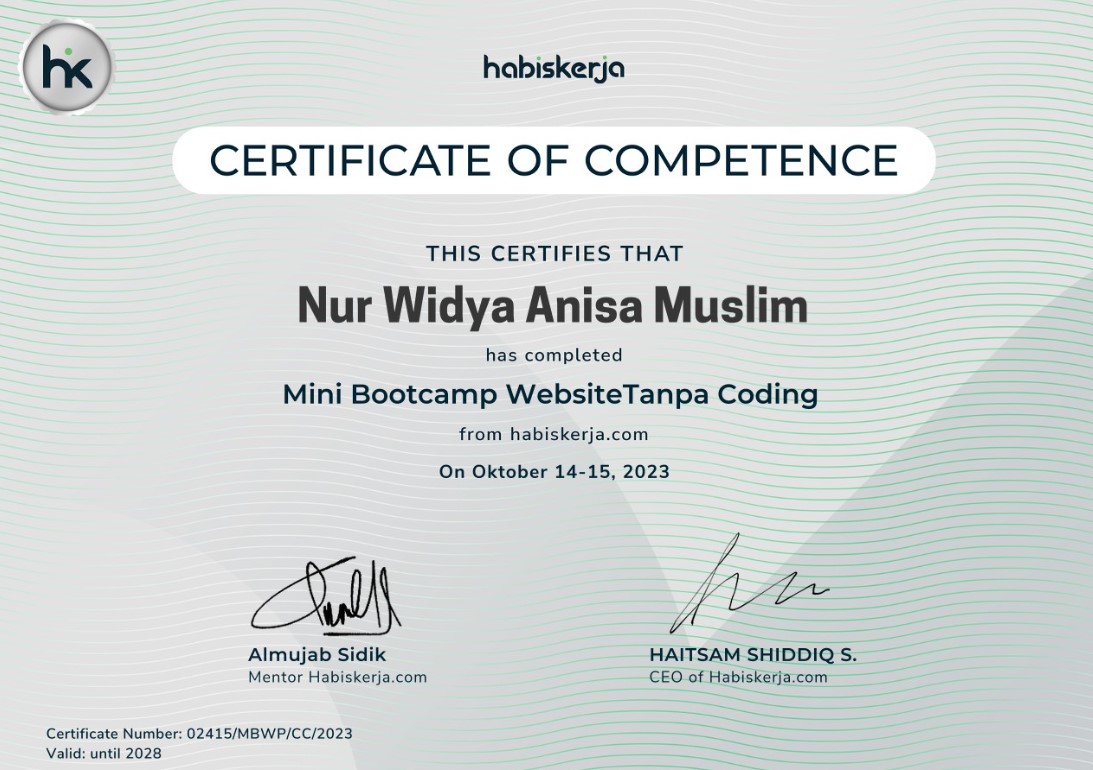 hk
habiskerja
CERTIFICATE OF COMPETENCE
THIS CERTIFIES THAT
Nur Widya Anisa Muslim
has completed
Mini Bootcamp WebsiteTanpa Coding
from habiskerja.com
On Oktober 14-15, 2023
Almujab Sidik
Mentor Habiskerja.com
HAITSAM SHIDDIQ S.
CEO of Habiskerja.com
Certificate Number: 02415/MBWP/CC/2023
Valid: until 2028